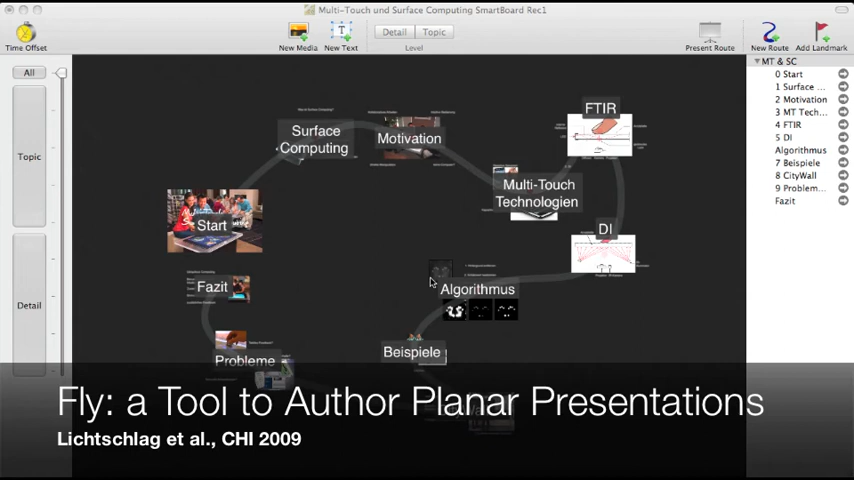 Multi-Touch und Surface Computing SmartBoard Rec1
Time Offset
New Media
New Text
Detail
Topic
Level
Present Route
New Route
Add Landmark
All
Topic
Detail
MT & SC
0 Start
1 Surface ...
2 Motivation
3 MT Tech...
4 FTIR
5 DI
Algorithmus
7 Beispiele
8 CityWall
9 Problem...
Fazit
Surface
Computing
Motivation
FTIR
Multi-Touch
Technologien
Start
DI
Fazit
Algorithmus
Beispiele
Probleme
Fly: a Tool to Author Planar Presentations
Lichtschlag et al., CHI 2009